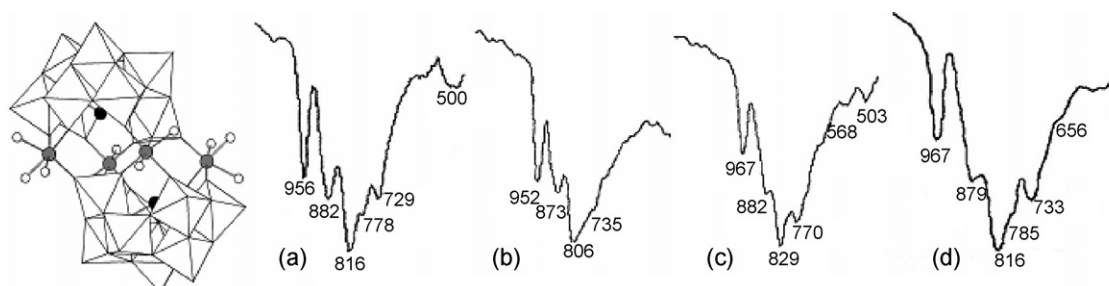 (a) 956 882 816 778 729 500
(b) 952 873 806 735
(c) 967 882 829 770 568 503
(d) 967 879 816 785 733 656